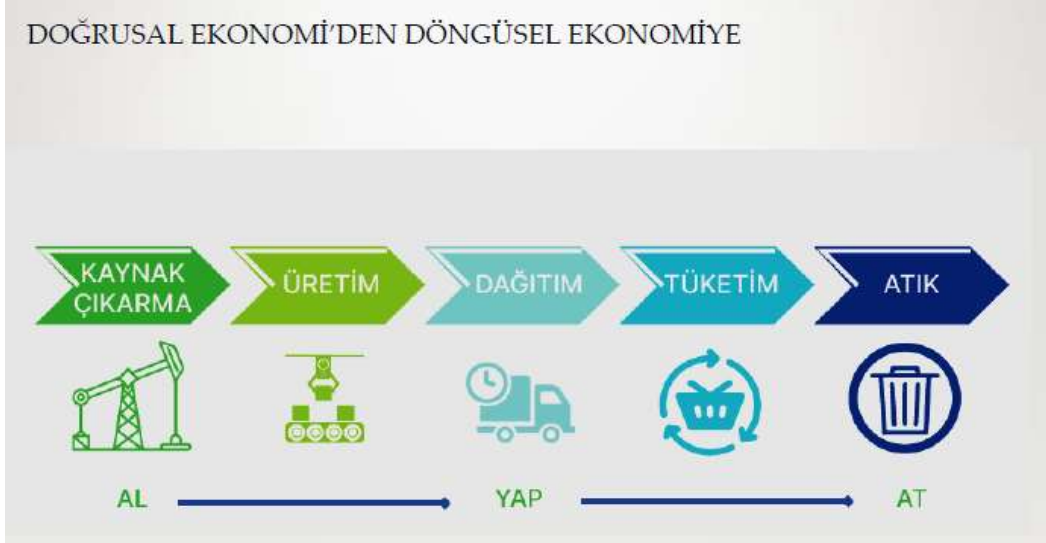 DOĞRUSAL EKONOMİ’DEN DÖNGÜSEL EKONOMİYE
KAYNAK
ÇIKARMA
ÜRETİM
DAĞITIM
TÜKETİM
ATIK
AL
YAP
AT